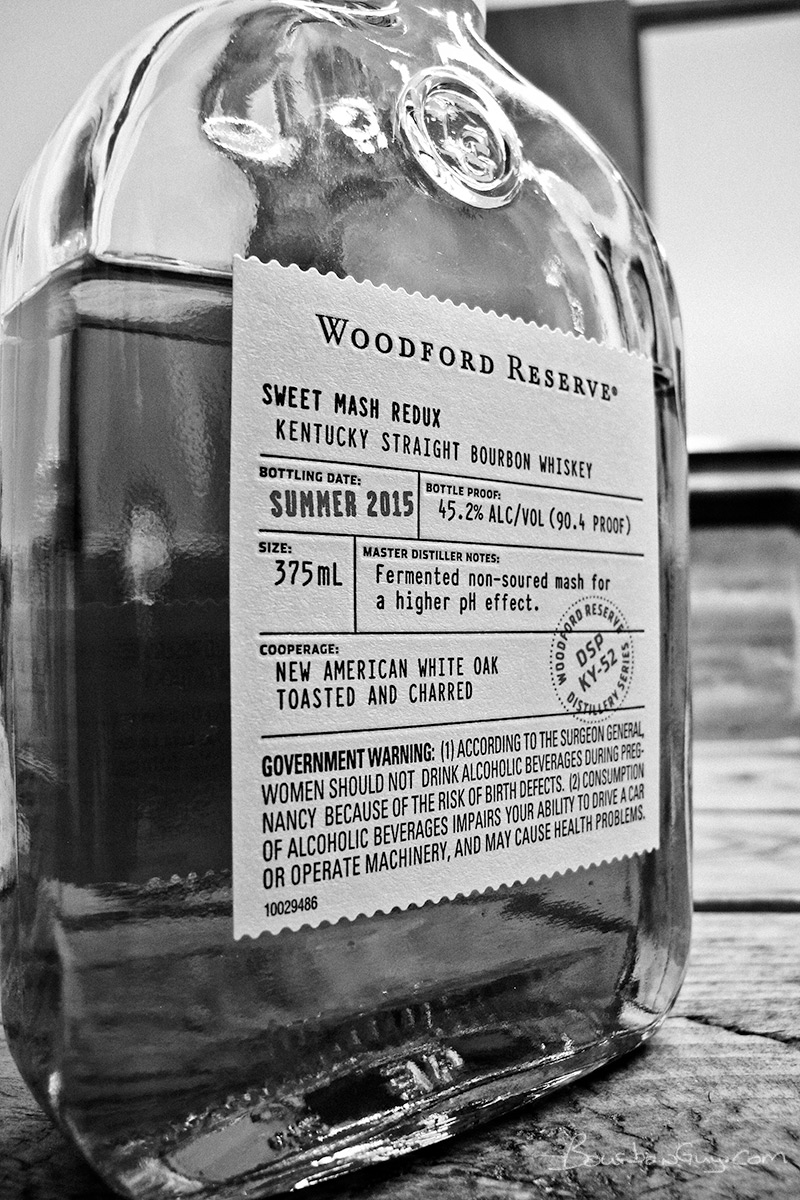 WOODFORD RESERVE®
SWEET MASH REDUX
KENTUCKY STRAIGHT BOURBON WHISKEY
BOTTLING DATE:
SUMMER 2015
BOTTLE PROOF:
45.2% ALC/VOL (90.4 PROOF)
SIZE:
375mL
MASTER DISTILLER NOTES:
Fermented non-soured mash for
a higher pH effect.
COOPERAGE:
NEW AMERICAN WHITE OAK
TOASTED AND CHARRED
WOODFORD RESERVE
DSP
KY-52
DISTILLERY SERIES
GOVERNMENT WARNING: (1) ACCORDING TO THE SURGEON GENERAL,
WOMEN SHOULD NOT DRINK ALCOHOLIC BEVERAGES DURING PREG-
NANCY BECAUSE OF THE RISK OF BIRTH DEFECTS. (2) CONSUMPTION
OF ALCOHOLIC BEVERAGES IMPAIRS YOUR ABILITY TO DRIVE A CAR
OR OPERATE MACHINERY, AND MAY CAUSE HEALTH PROBLEMS.
10029486
BourbonGuy.com